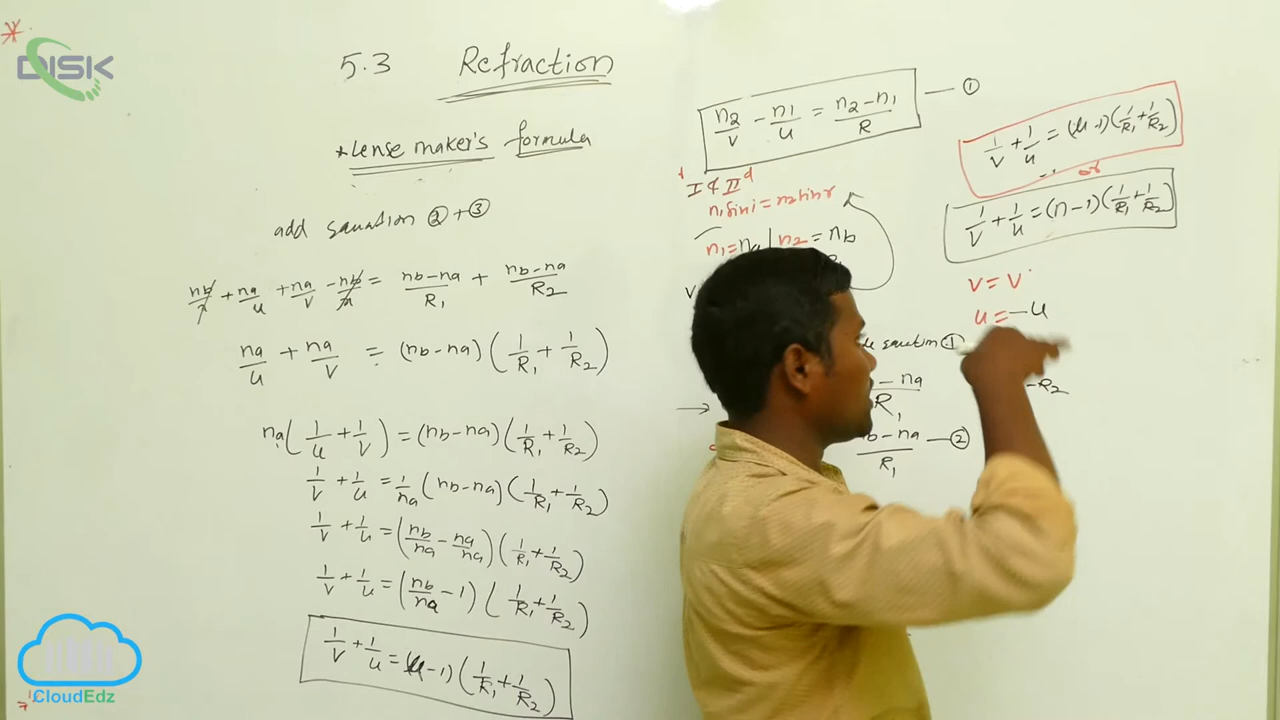 DISK
5.3 Refraction
*Lense maker's formula
add equation ② + ③
nb/v + na/u + na/v - nb/v = nb-na/R1 + nb-na/R2
na/u + na/v = (nb-na)(1/R1 + 1/R2)
na(1/u + 1/v) = (nb-na)(1/R1 + 1/R2)
1/v + 1/u = 1/na (nb-na)(1/R1 + 1/R2)
1/v + 1/u = (nb/na - na/na)(1/R1 + 1/R2)
1/v + 1/u = (nb/na - 1)(1/R1 + 1/R2)
1/v + 1/u = (μ-1)(1/R1 + 1/R2)
n2/v - n1/u = n2-n1/R — ①
I & II
n1 sin i = n2 sin r
n1 = na | n2 = nb
equation ①
- na/R1
nb - na/R1 — ②
1/v + 1/u = (μ-1)(1/R1 + 1/R2)
or
1/v + 1/u = (n-1)(1/R1 + 1/R2)
v = v
u = -u
-R2
CloudEdz